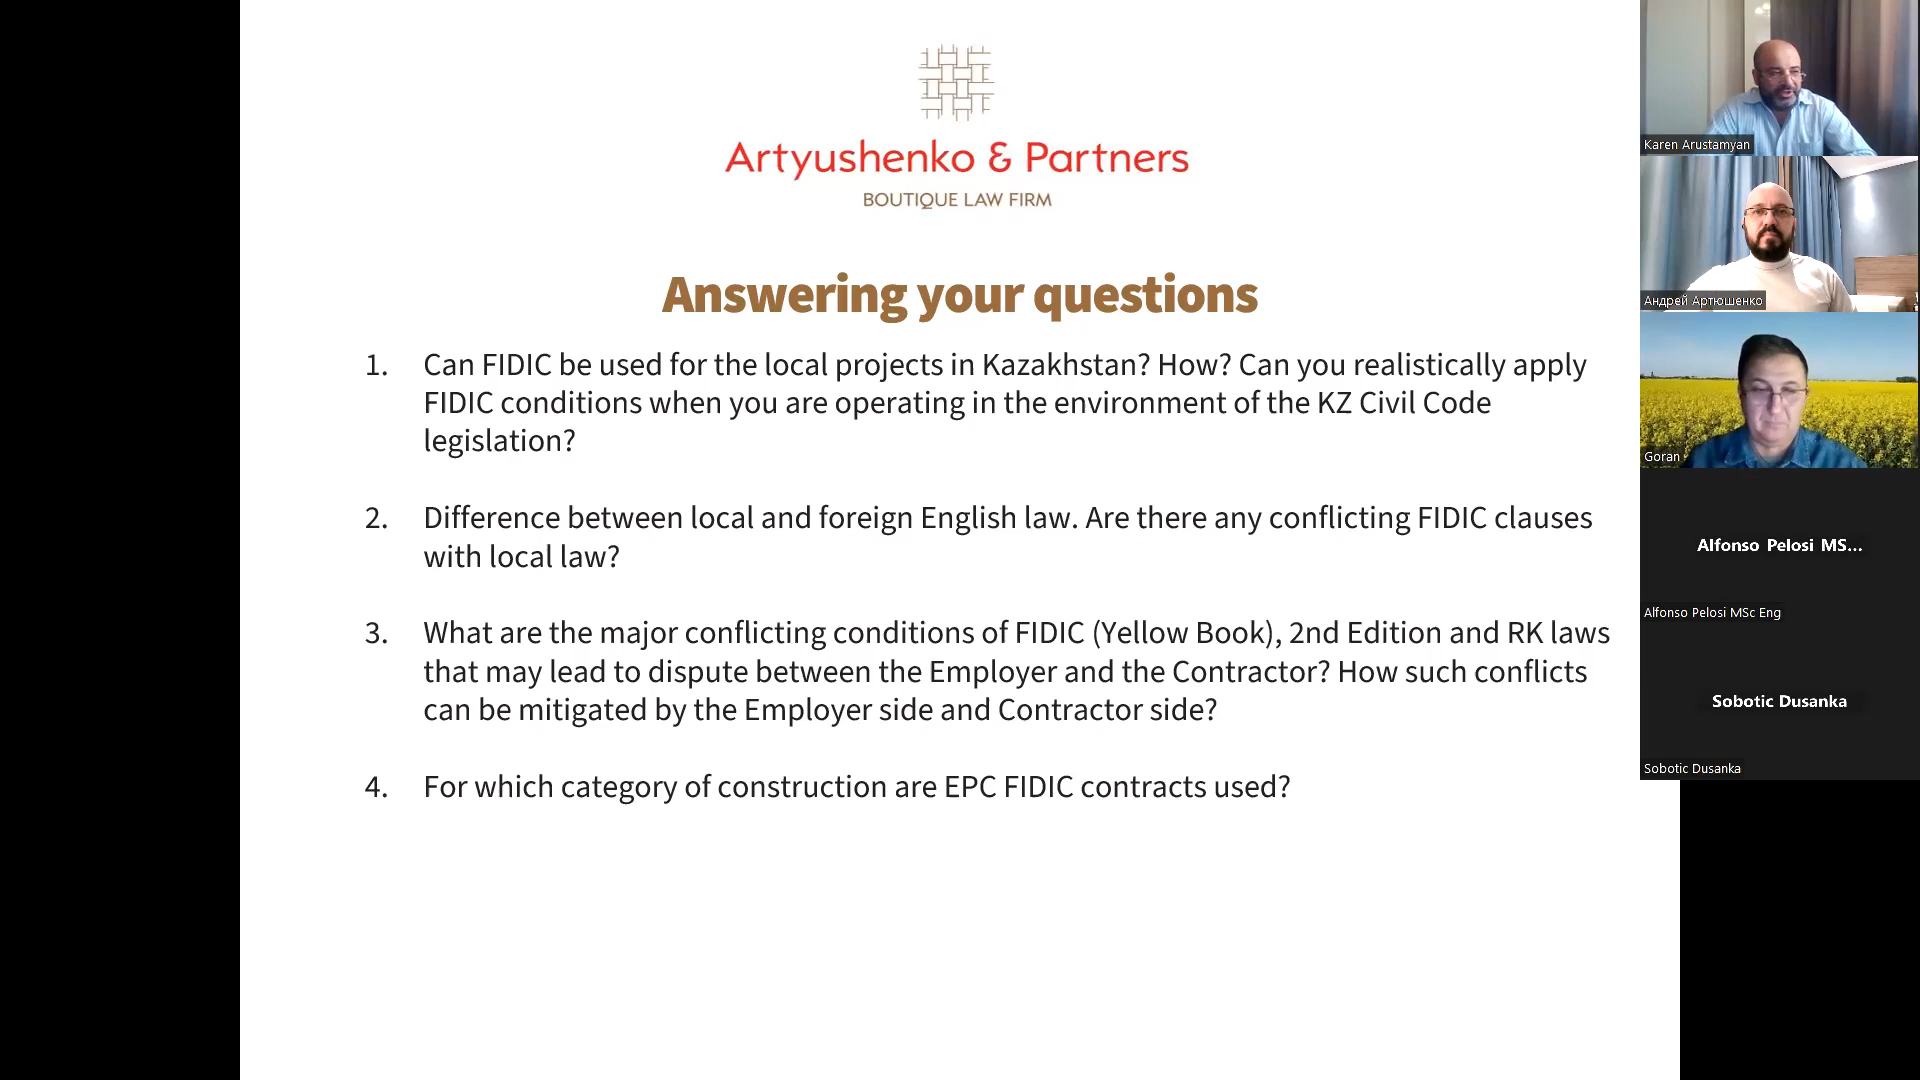 Artyushenko & Partners
BOUTIQUE LAW FIRM
Answering your questions
1. Can FIDIC be used for the local projects in Kazakhstan? How? Can you realistically apply
FIDIC conditions when you are operating in the environment of the KZ Civil Code
legislation?
2. Difference between local and foreign English law. Are there any conflicting FIDIC clauses
with local law?
3. What are the major conflicting conditions of FIDIC (Yellow Book), 2nd Edition and RK laws
that may lead to dispute between the Employer and the Contractor? How such conflicts
can be mitigated by the Employer side and Contractor side?
4. For which category of construction are EPC FIDIC contracts used?
Karen Arustamyan
Андрей Артюшенко
Goran
Alfonso Pelosi MS...
Alfonso Pelosi MSc Eng
Sobotic Dusanka
Sobotic Dusanka